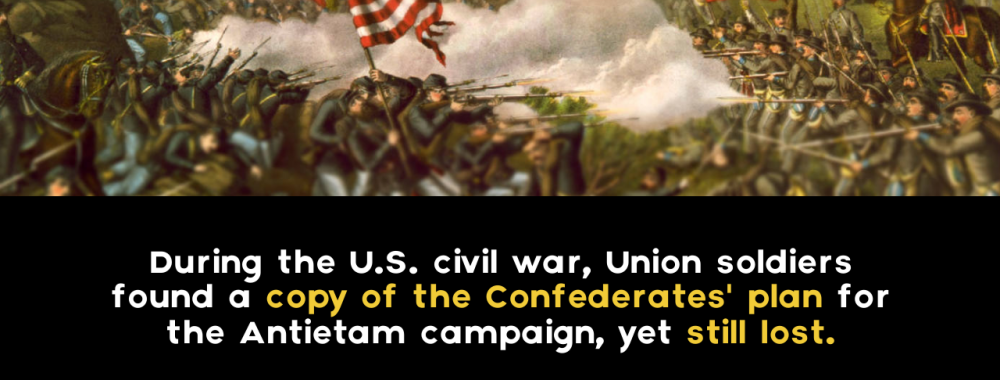 During the U.S. civil war, Union soldiers
found a copy of the Confederates' plan for
the Antietam campaign, yet still lost.